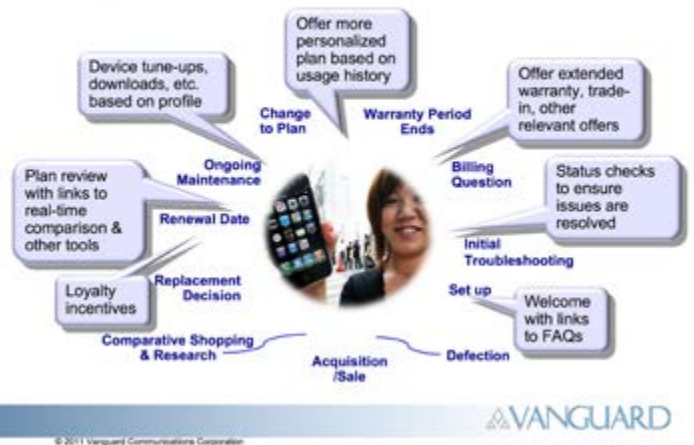 Offer more
personalized
plan based on
usage history
Device tune-ups,
downloads, etc.
based on profile
Offer extended
warranty, trade-
in, other
relevant offers
Change
to Plan
Warranty Period
Ends
Ongoing
Maintenance
Billing
Question
Plan review
with links to
real-time
comparison &
other tools
Status checks
to ensure
issues are
resolved
Renewal Date
Initial
Troubleshooting
Replacement
Decision
Set up
Loyalty
incentives
Welcome
with links
to FAQs
Comparative Shopping
& Research
Acquisition
/Sale
Defection
VANGUARD
© 2011 Vanguard Communications Corporation